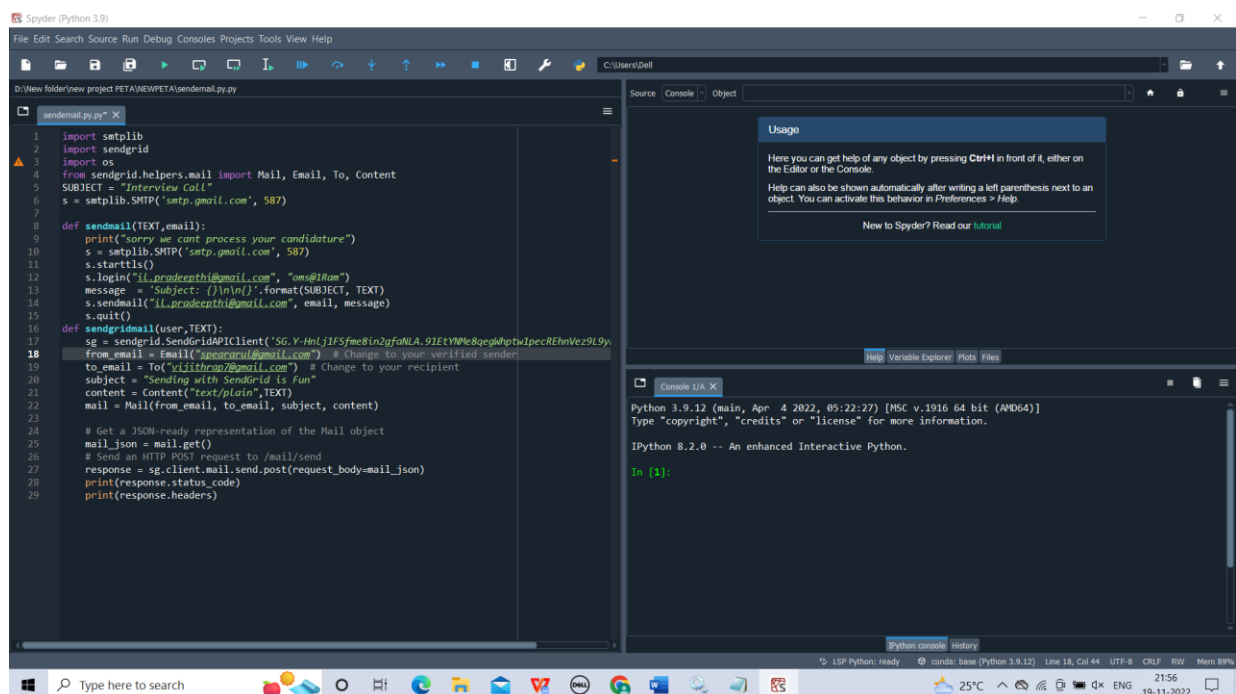 Spyder (Python 3.9)
File Edit Search Source Run Debug Consoles Projects Tools View Help
C:\Users\Dell
D:\New folder\new project PETA\NEWPETA\sendemail.py.py
sendemail.py.py*
1 import smtplib
2 import sendgrid
3 import os
4 from sendgrid.helpers.mail import Mail, Email, To, Content
5 SUBJECT = "Interview Call"
6 s = smtplib.SMTP('smtp.gmail.com', 587)
7
8 def sendmail(TEXT,email):
9 print("sorry we cant process your candidature")
10 s = smtplib.SMTP('smtp.gmail.com', 587)
11 s.starttls()
12 s.login("il.pradeepthi@gmail.com", "oms@1Ram")
13 message = 'Subject: {}\n\n{}'.format(SUBJECT, TEXT)
14 s.sendmail("il.pradeepthi@gmail.com", email, message)
15 s.quit()
16 def sendgridmail(user,TEXT):
17 sg = sendgrid.SendGridAPIClient('
18 from_email = Email("speararul@gmail.com") # Change to your verified sender
19 to_email = To("vijithrap7@gmail.com") # Change to your recipient
20 subject = "Sending with SendGrid is Fun"
21 content = Content("text/plain",TEXT)
22 mail = Mail(from_email, to_email, subject, content)
23
24 # Get a JSON-ready representation of the Mail object
25 mail_json = mail.get()
26 # Send an HTTP POST request to /mail/send
27 response = sg.client.mail.send.post(request_body=mail_json)
28 print(response.status_code)
29 print(response.headers)
Source Console Object
Usage
Here you can get help of any object by pressing Ctrl+I in front of it, either on
the Editor or the Console.
Help can also be shown automatically after writing a left parenthesis next to an
object. You can activate this behavior in Preferences > Help.
New to Spyder? Read our tutorial
Help Variable Explorer Plots Files
Console 1/A
Python 3.9.12 (main, Apr 4 2022, 05:22:27) [MSC v.1916 64 bit (AMD64)]
Type "copyright", "credits" or "license" for more information.
IPython 8.2.0 -- An enhanced Interactive Python.
In [1]:
IPython console History
LSP Python: ready conda: base (Python 3.9.12) Line 18, Col 44 UTF-8 CRLF RW Mem 89%
Type here to search
DELL
25°C ENG
21:56
19-11-2022